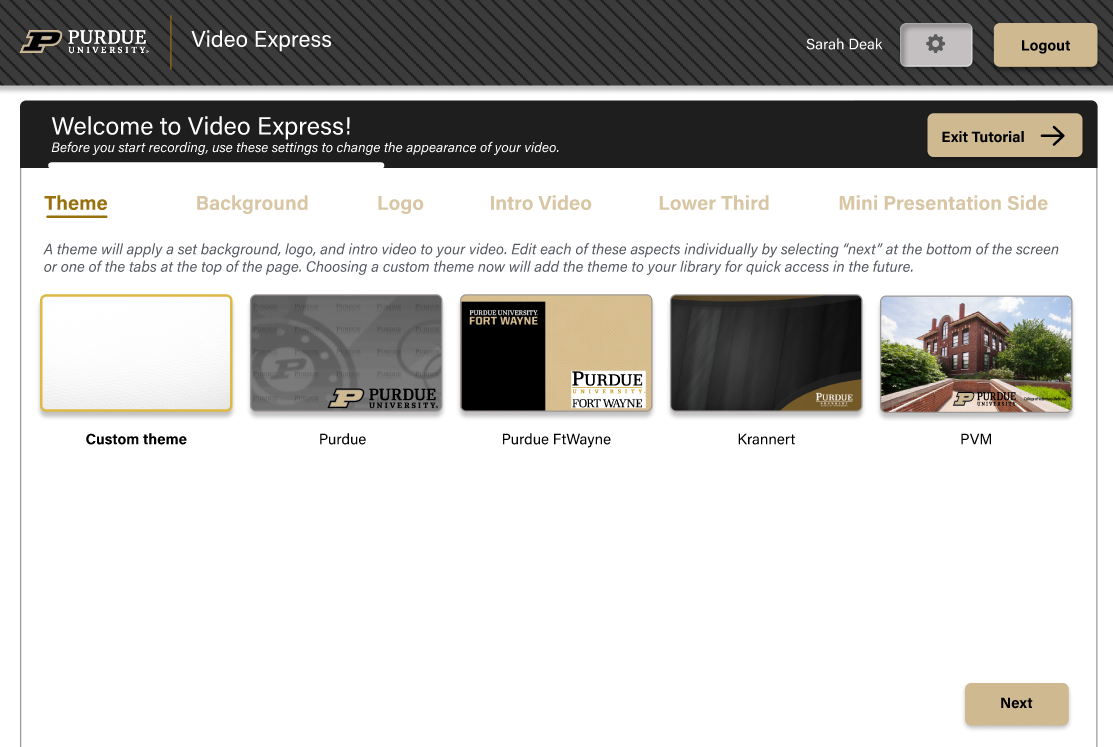 PURDUE
UNIVERSITY®
Video Express
Sarah Deak
Logout
Welcome to Video Express!
Before you start recording, use these settings to change the appearance of your video.
Exit Tutorial
Theme
Background
Logo
Intro Video
Lower Third
Mini Presentation Side
A theme will apply a set background, logo, and intro video to your video. Edit each of these aspects individually by selecting “next” at the bottom of the screen
or one of the tabs at the top of the page. Choosing a custom theme now will add the theme to your library for quick access in the future.
PURDUE
UNIVERSITY®
PURDUE UNIVERSITY
FORT WAYNE
PURDUE
UNIVERSITY
FORT WAYNE
PURDUE
PURDUE
UNIVERSITY
College of Veterinary Medicine
Custom theme
Purdue
Purdue FtWayne
Krannert
PVM
Next